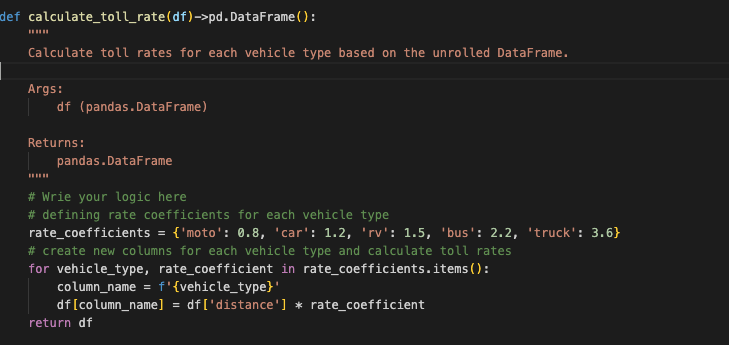 def calculate_toll_rate(df)->pd.DataFrame():
    """
    Calculate toll rates for each vehicle type based on the unrolled DataFrame.

    Args:
        df (pandas.DataFrame)

    Returns:
        pandas.DataFrame
    """
    # Wrie your logic here
    # defining rate coefficients for each vehicle type
    rate_coefficients = {'moto': 0.8, 'car': 1.2, 'rv': 1.5, 'bus': 2.2, 'truck': 3.6}
    # create new columns for each vehicle type and calculate toll rates
    for vehicle_type, rate_coefficient in rate_coefficients.items():
        column_name = f'{vehicle_type}'
        df[column_name] = df['distance'] * rate_coefficient
    return df